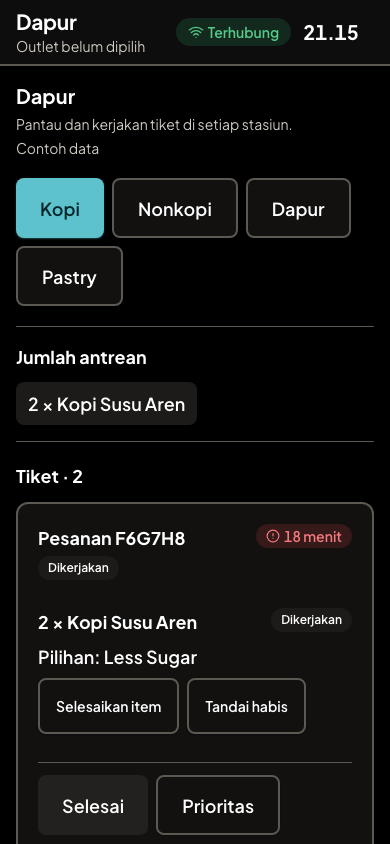 Dapur
Outlet belum dipilih
Terhubung
21.15
Dapur
Pantau dan kerjakan tiket di setiap stasiun.
Contoh data
Kopi
Nonkopi
Dapur
Pastry
Jumlah antrean
2 × Kopi Susu Aren
Tiket · 2
Pesanan F6G7H8
18 menit
Dikerjakan
2 × Kopi Susu Aren
Dikerjakan
Pilihan: Less Sugar
Selesaikan item
Tandai habis
Selesai
Prioritas